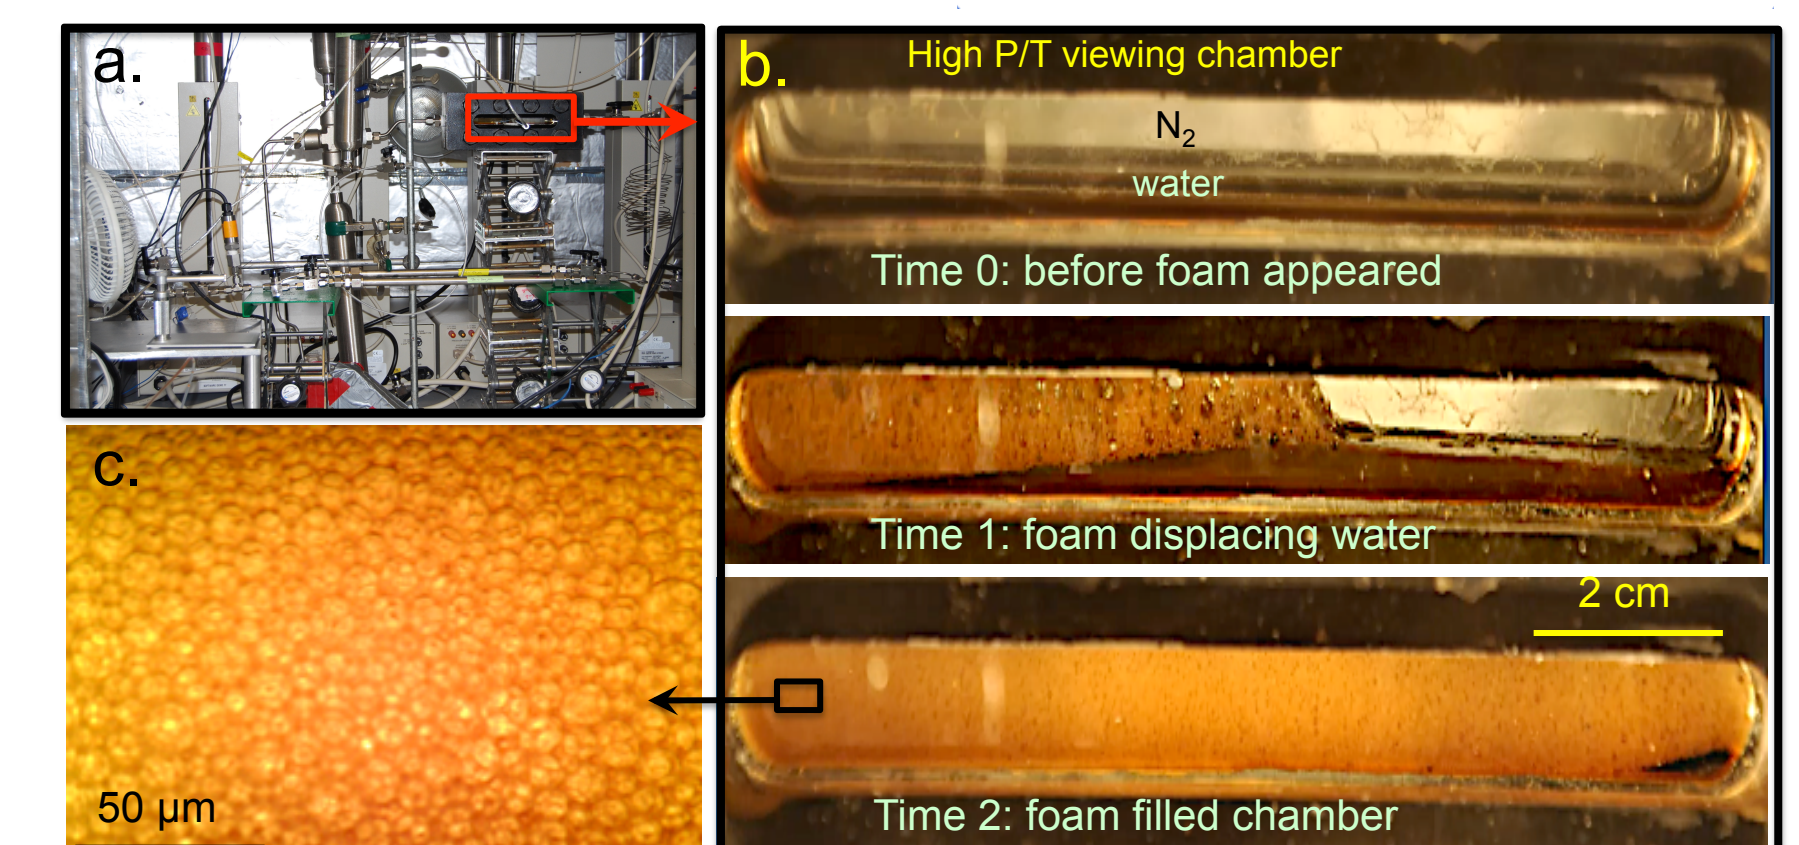 a.
b.
High P/T viewing chamber
N₂
water
Time 0: before foam appeared
Time 1: foam displacing water
2 cm
Time 2: foam filled chamber
c.
50 µm